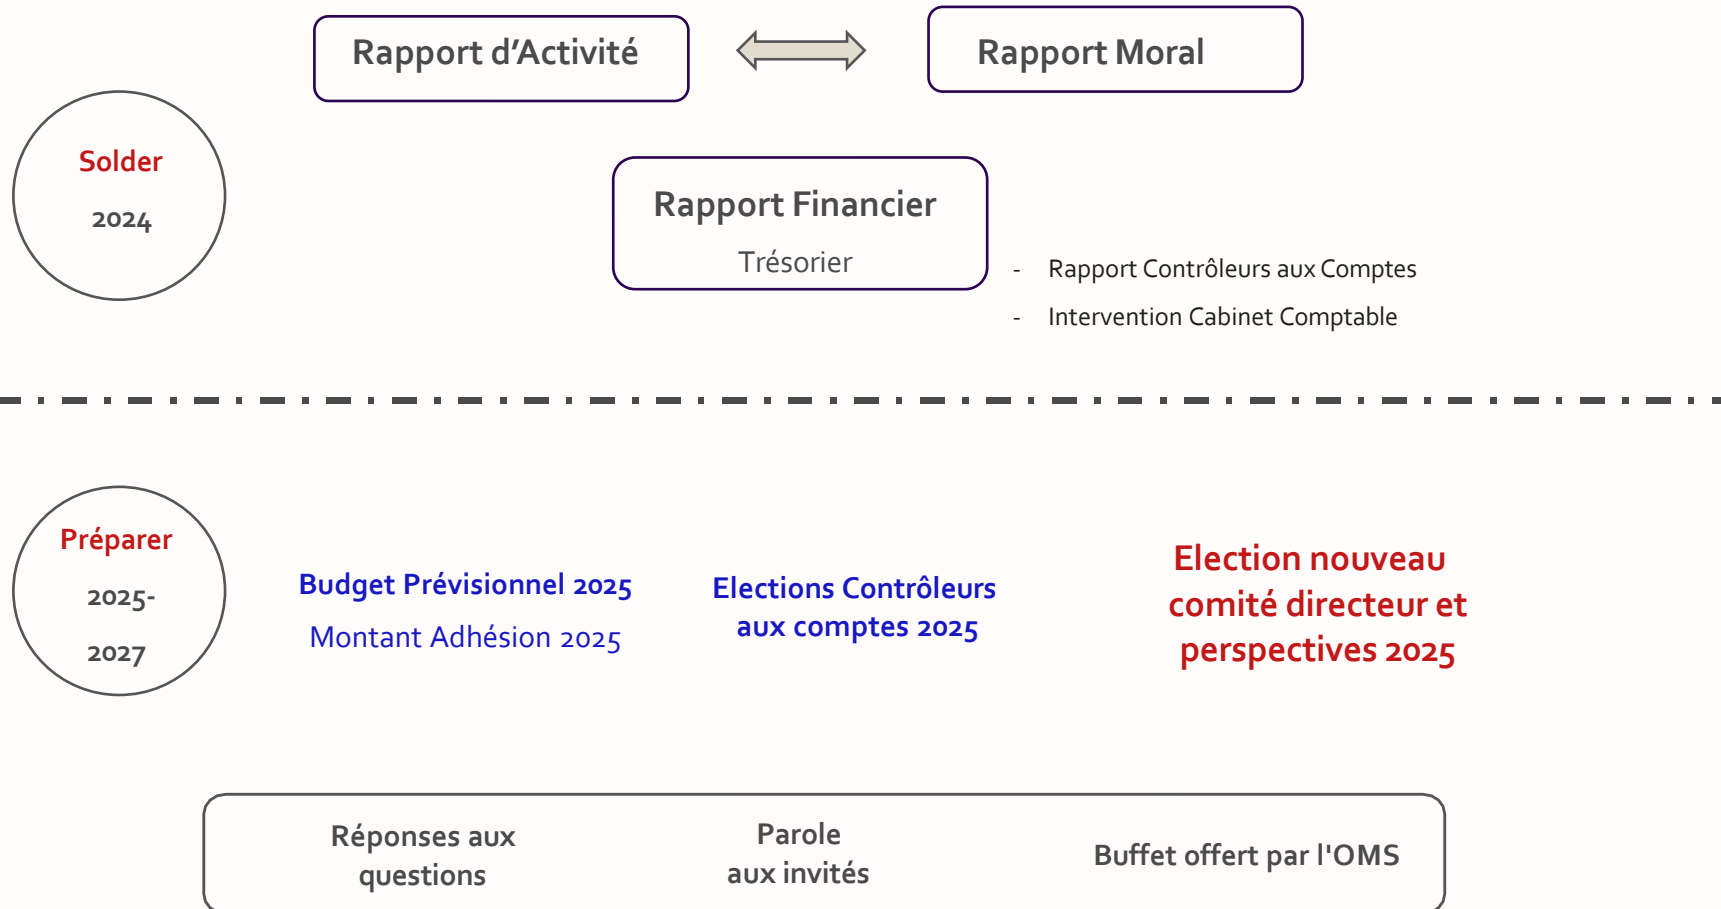 Rapport d’Activité
Rapport Moral
Solder
2024
Rapport Financier
Trésorier
- Rapport Contrôleurs aux Comptes
- Intervention Cabinet Comptable
Préparer
2025-
2027
Budget Prévisionnel 2025
Montant Adhésion 2025
Elections Contrôleurs
aux comptes 2025
Election nouveau
comité directeur et
perspectives 2025
Réponses aux
questions
Parole
aux invités
Buffet offert par l'OMS